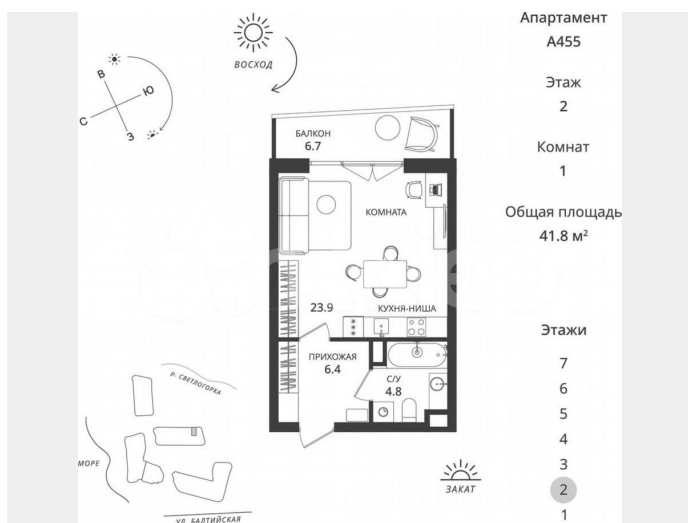 Апартамент
А455
Этаж
2
Комнат
1
Общая площадь
41.8 м²
Этажи
7
6
5
4
3
2
1
ВОСХОД
В
Ю
С
З
БАЛКОН
6.7
КОМНАТА
23.9
КУХНЯ-НИША
ПРИХОЖАЯ
6.4
С/У
4.8
Р. СВЕТЛОГОРКА
МОРЕ
УЛ. БАЛТИЙСКАЯ
ЗАКАТ